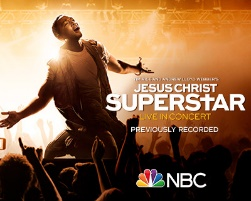 ANDREW LLOYD WEBBER'S
JESUS CHRIST
SUPERSTAR
LIVE IN CONCERT
PREVIOUSLY RECORDED
NBC